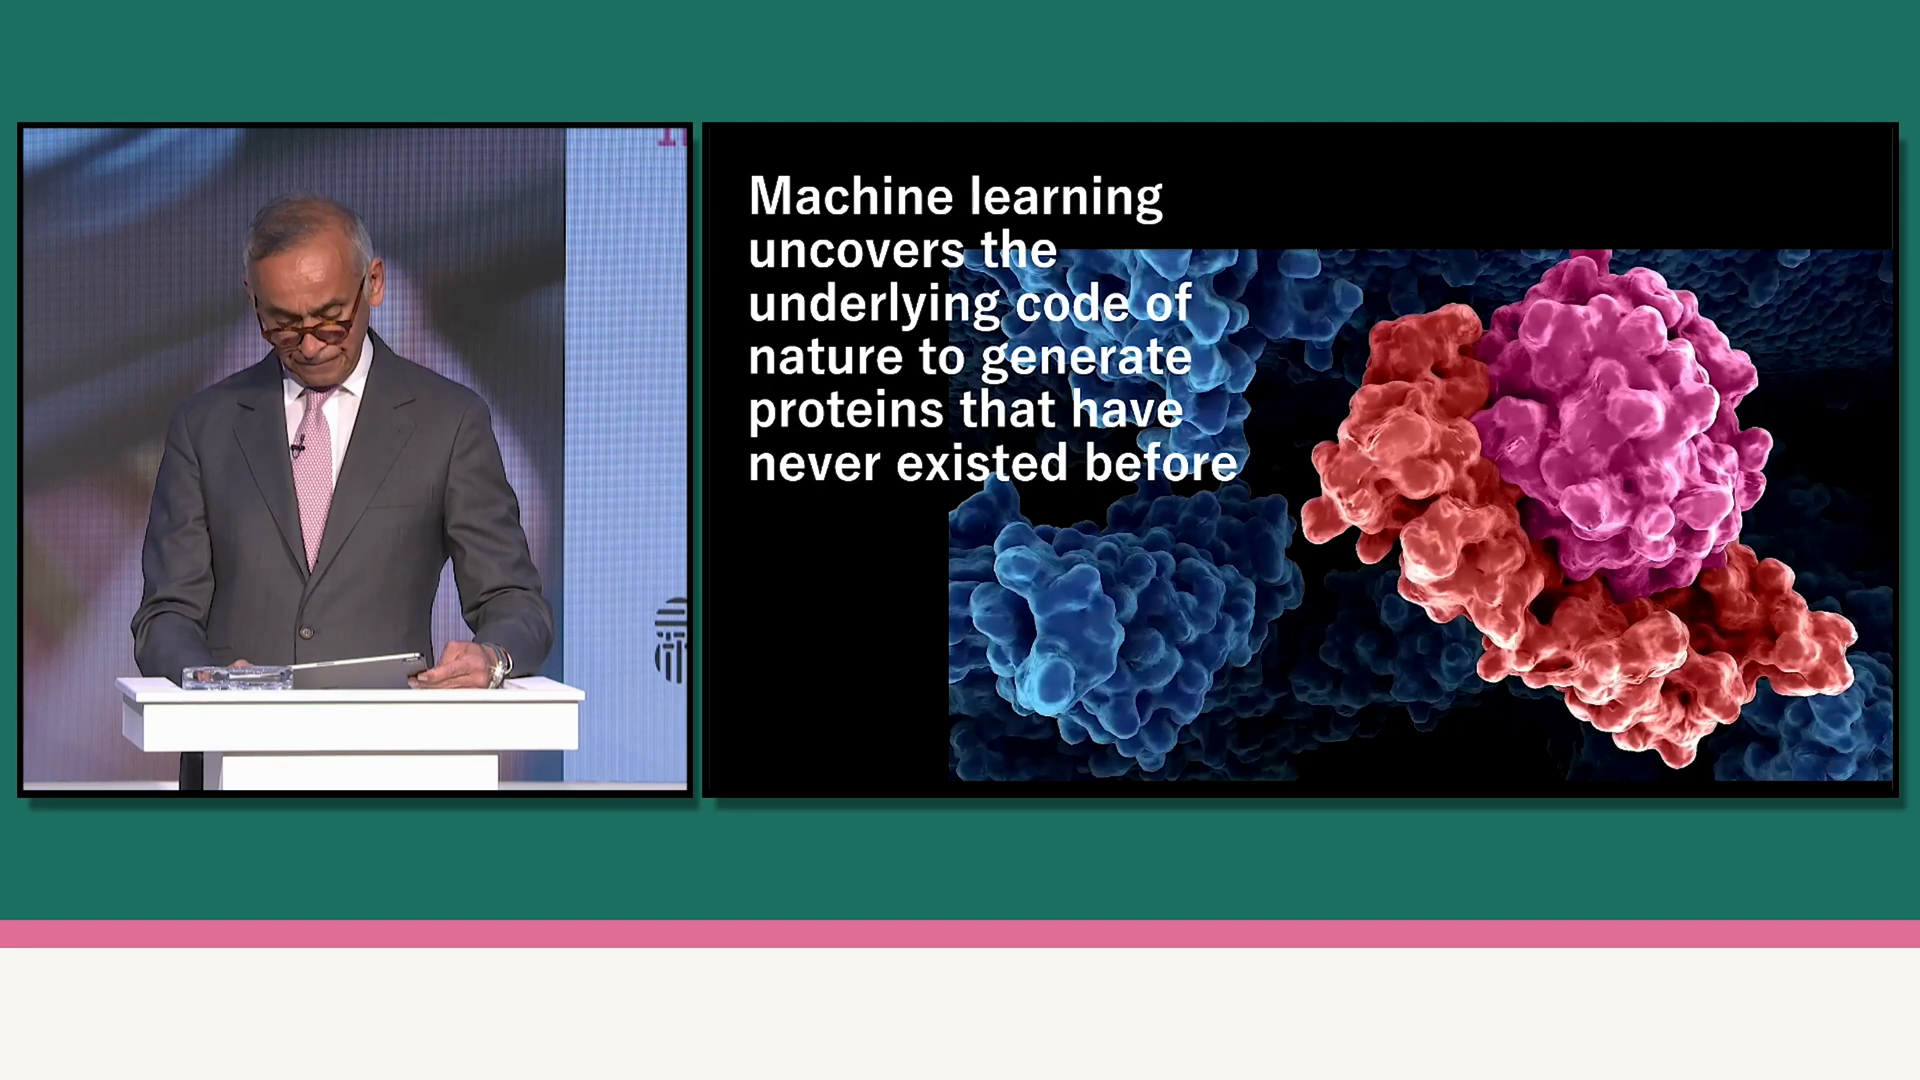 Machine learning
uncovers the
underlying code of
nature to generate
proteins that have
never existed before